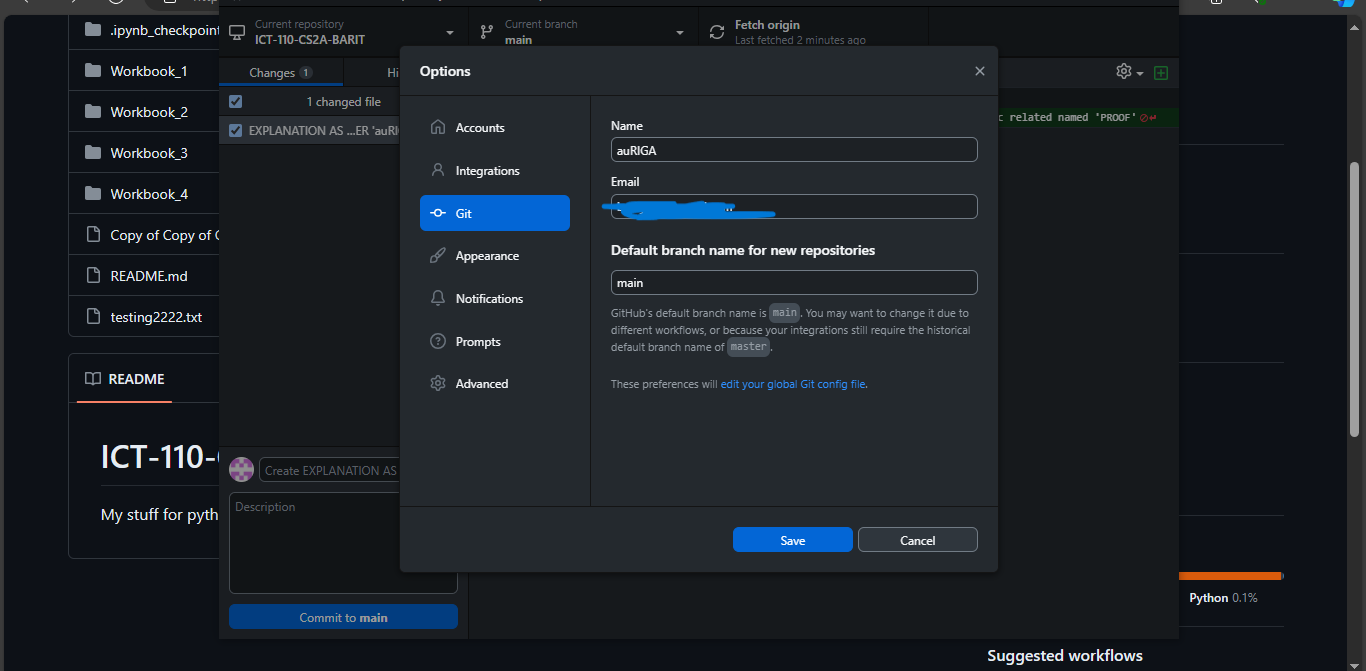 .ipynb_checkpoint
Workbook_1
Workbook_2
Workbook_3
Workbook_4
Copy of Copy of
README.md
testing2222.txt
README
ICT-110-
My stuff for pyth
Current repository
ICT-110-CS2A-BARIT
Current branch
main
Fetch origin
Last fetched 2 minutes ago
Changes 1
Hi
1 changed file
EXPLANATION AS ...ER 'auRI
Create EXPLANATION AS
Description
Commit to main
Options
Accounts
Integrations
Git
Appearance
Notifications
Prompts
Advanced
Name
auRIGA
Email
Default branch name for new repositories
main
GitHub's default branch name is main. You may want to change it due to
different workflows, or because your integrations still require the historical
default branch name of master.
These preferences will edit your global Git config file.
Save
Cancel
c related named 'PROOF'
Python 0.1%
Suggested workflows